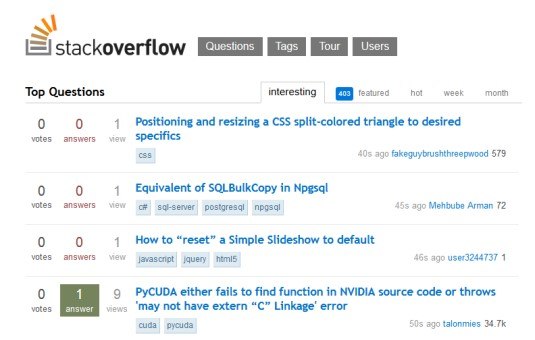 stackoverflow Questions Tags Tour Users
Top Questions interesting 403 featured hot week month
0 0 1 Positioning and resizing a CSS split-colored triangle to desired
votes answers view specifics
css 40s ago fakeguybrushthreepwood 579
0 0 1 Equivalent of SQLBulkCopy in Npgsql
votes answers view c# sql-server postgresql npgsql 45s ago Mehbube Arman 72
0 0 1 How to “reset” a Simple Slideshow to default
votes answers view javascript jquery html5 46s ago user3244737 1
0 1 9 PyCUDA either fails to find function in NVIDIA source code or throws
votes answer views 'may not have extern “C” Linkage' error
cuda pycuda 50s ago talonmies 34.7k